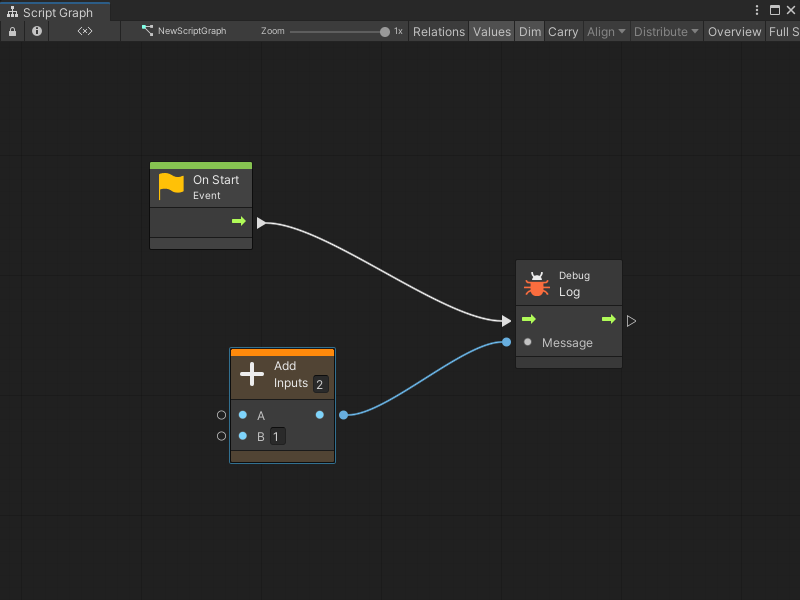 Script Graph
NewScriptGraph
Zoom
1x
Relations
Values
Dim
Carry
Align
Distribute
Overview
Full S
On Start
Event
Debug
Log
Message
Add
Inputs 2
A
B 1